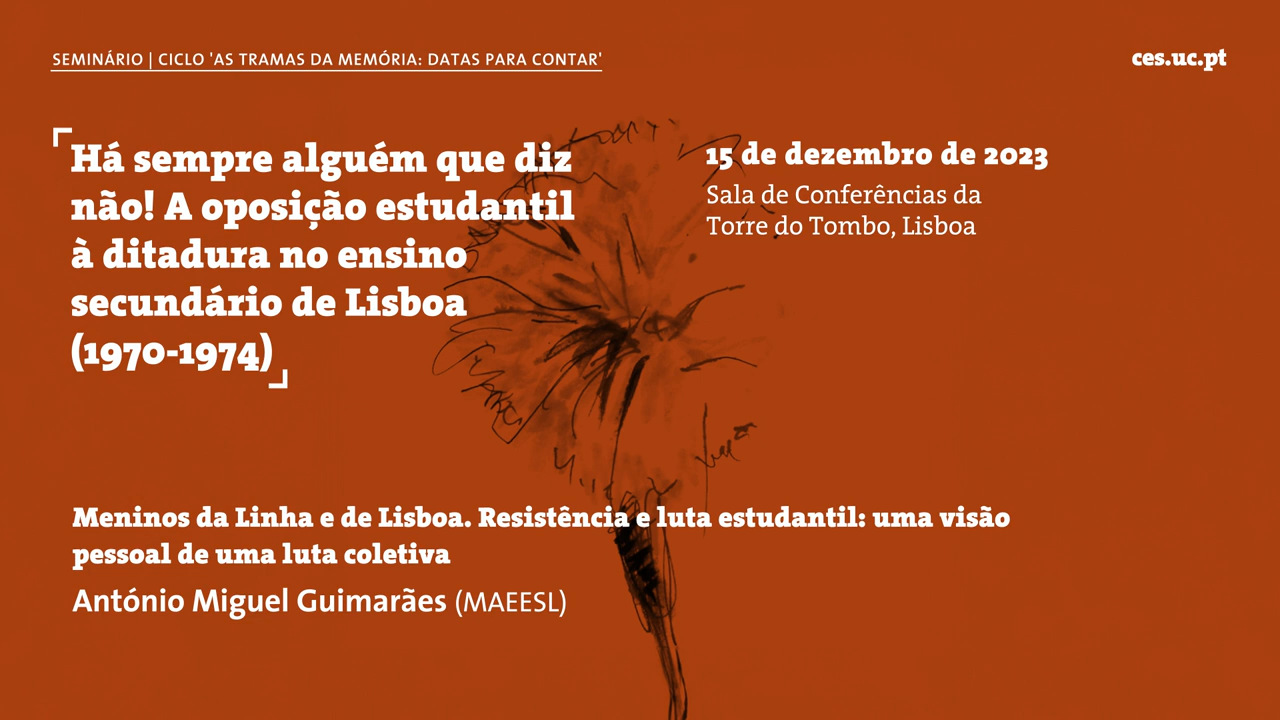 SEMINÁRIO | CICLO 'AS TRAMAS DA MEMÓRIA: DATAS PARA CONTAR'
ces.uc.pt
Há sempre alguém que diz
não! A oposição estudantil
à ditadura no ensino
secundário de Lisboa
(1970-1974)
15 de dezembro de 2023
Sala de Conferências da
Torre do Tombo, Lisboa
Meninos da Linha e de Lisboa. Resistência e luta estudantil: uma visão
pessoal de uma luta coletiva
António Miguel Guimarães (MAEESL)